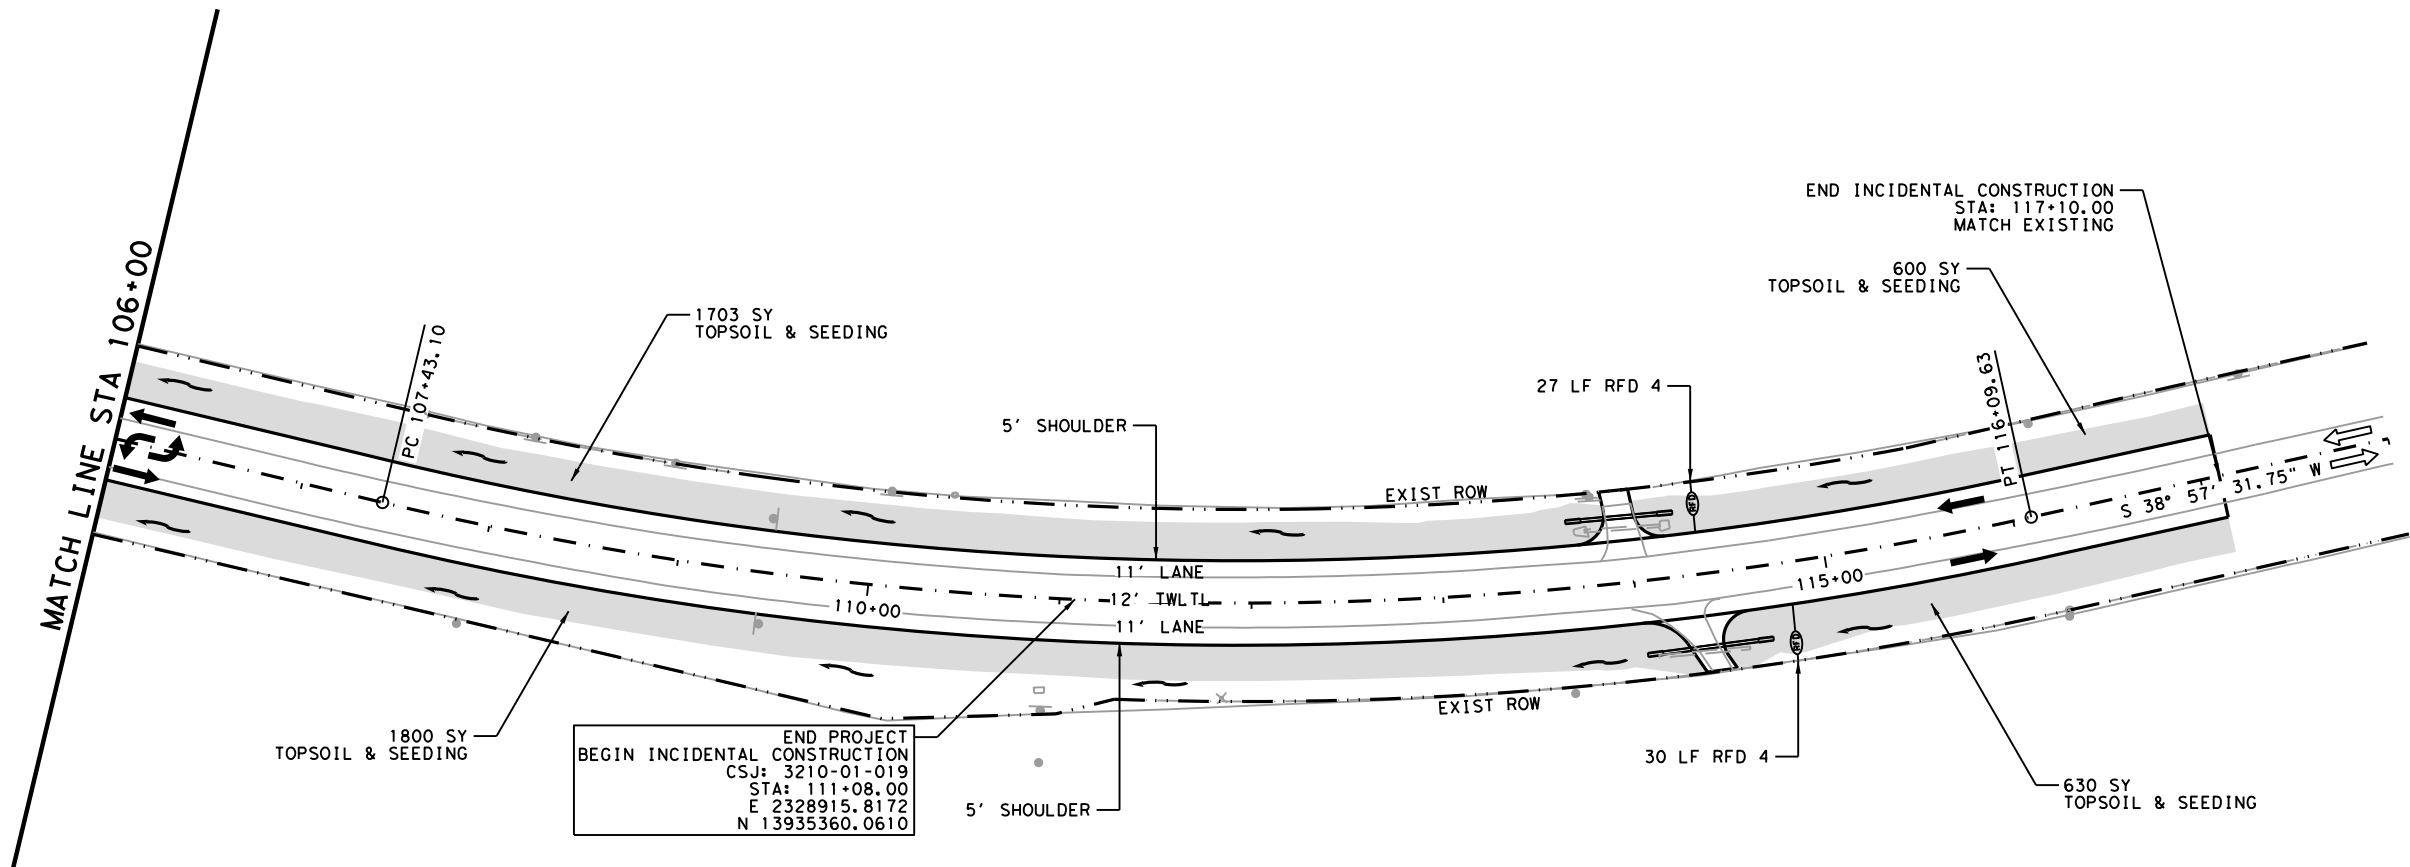 MATCH LINE STA 106+00
PC 107+43.10
1703 SY
TOPSOIL & SEEDING
5' SHOULDER
EXIST ROW
27 LF RFD 4
RFD
END INCIDENTAL CONSTRUCTION
STA: 117+10.00
MATCH EXISTING
600 SY
TOPSOIL & SEEDING
PT 116+09.63
S 38° 57' 31.75" W
11' LANE
12' TWLTL
11' LANE
110+00
115+00
RFD
EXIST ROW
1800 SY
TOPSOIL & SEEDING
END PROJECT
BEGIN INCIDENTAL CONSTRUCTION
CSJ: 3210-01-019
STA: 111+08.00
E 2328915.8172
N 13935360.0610
5' SHOULDER
30 LF RFD 4
630 SY
TOPSOIL & SEEDING